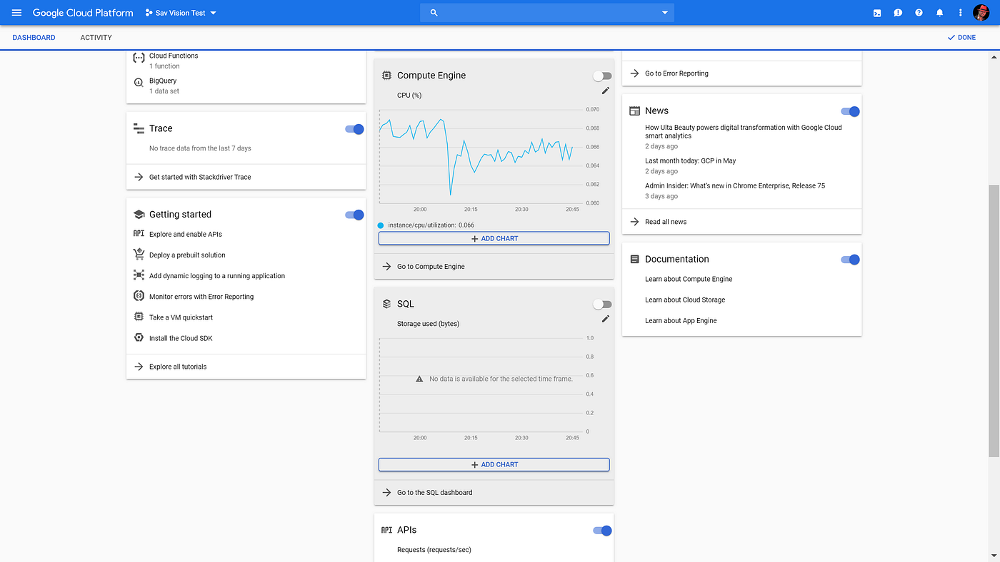 Google Cloud Platform
Sav Vision Test
DASHBOARD
ACTIVITY
DONE
Cloud Functions
1 function
BigQuery
1 data set
Trace
No trace data from the last 7 days
Get started with Stackdriver Trace
Getting started
API
Explore and enable APIs
Deploy a prebuilt solution
Add dynamic logging to a running application
Monitor errors with Error Reporting
Take a VM quickstart
Install the Cloud SDK
Explore all tutorials
Compute Engine
CPU (%)
0.070
0.068
0.066
0.064
0.062
0.060
20:00 20:15 20:30 20:45
instance/cpu/utilization: 0.066
ADD CHART
Go to Compute Engine
SQL
Storage used (bytes)
1.0
0.8
0.6
No data is available for the selected time frame.
0.4
0.2
0
20:00 20:15 20:30 20:45
ADD CHART
Go to the SQL dashboard
API APIs
Requests (requests/sec)
Go to Error Reporting
News
How Ulta Beauty powers digital transformation with Google Cloud
smart analytics
2 days ago
Last month today: GCP in May
2 days ago
Admin Insider: What's new in Chrome Enterprise, Release 75
3 days ago
Read all news
Documentation
Learn about Compute Engine
Learn about Cloud Storage
Learn about App Engine